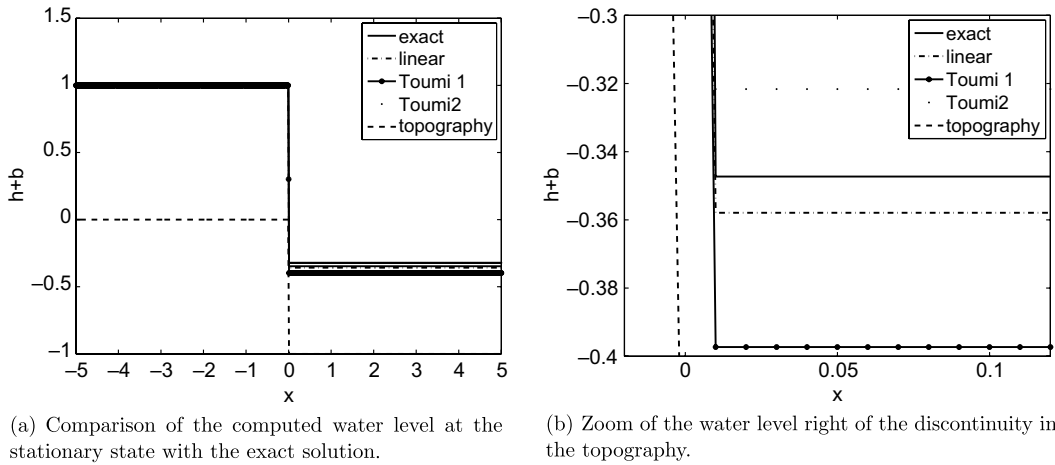 1.5
1
0.5
0
−0.5
−1
h+b
−5 −4 −3 −2 −1 0 1 2 3 4 5
x
exact
linear
Toumi 1
Toumi2
topography
(a) Comparison of the computed water level at the
stationary state with the exact solution.
−0.3
−0.32
−0.34
−0.36
−0.38
−0.4
h+b
0 0.05 0.1
x
exact
linear
Toumi 1
Toumi2
topography
(b) Zoom of the water level right of the discontinuity in
the topography.